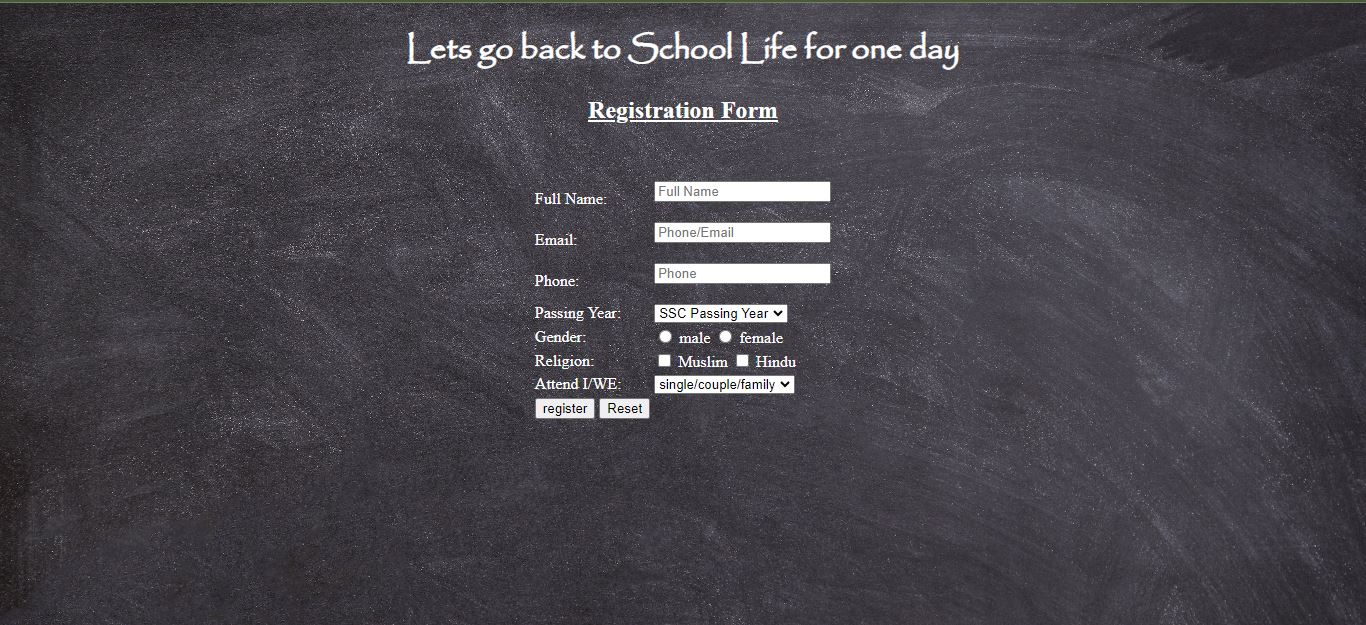 Lets go back to School Life for one day
Registration Form
Full Name: Full Name
Email: Phone/Email
Phone: Phone
Passing Year: SSC Passing Year
Gender: male female
Religion: Muslim Hindu
Attend I/WE: single/couple/family
register Reset